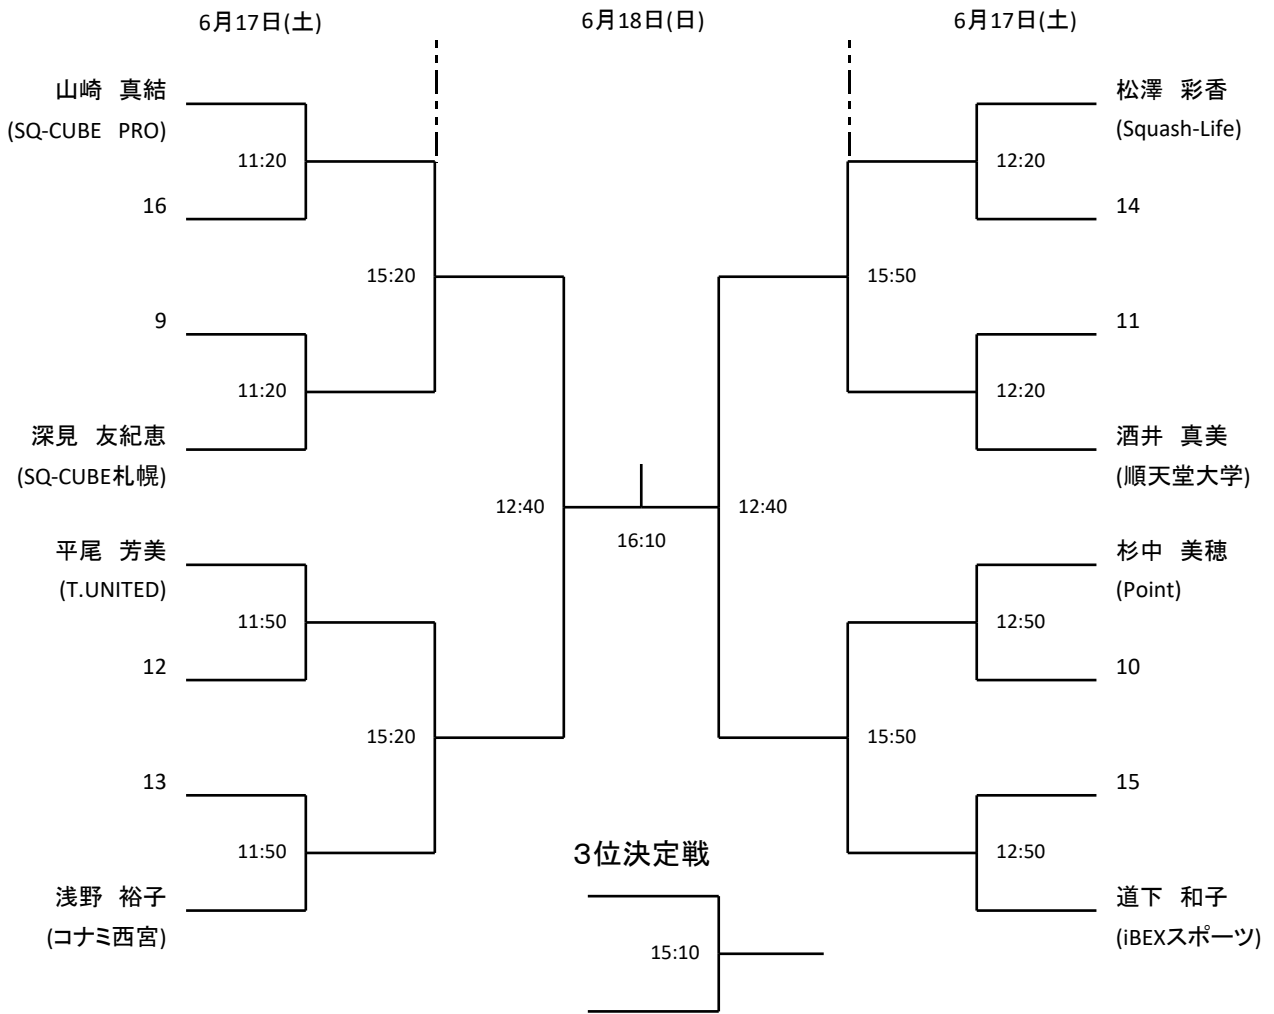 6月17日(土)
6月18日(日)
6月17日(土)
山崎　真結
(SQ-CUBE　PRO)
11:20
16
15:20
9
11:20
深見　友紀恵
(SQ-CUBE札幌)
12:40
平尾　芳美
(T.UNITED)
11:50
12
15:20
13
11:50
浅野　裕子
(コナミ西宮)
16:10
松澤　彩香
(Squash-Life)
12:20
14
15:50
11
12:20
酒井　真美
(順天堂大学)
12:40
杉中　美穂
(Point)
12:50
10
15:50
15
12:50
道下　和子
(iBEXスポーツ)
３位決定戦
15:10